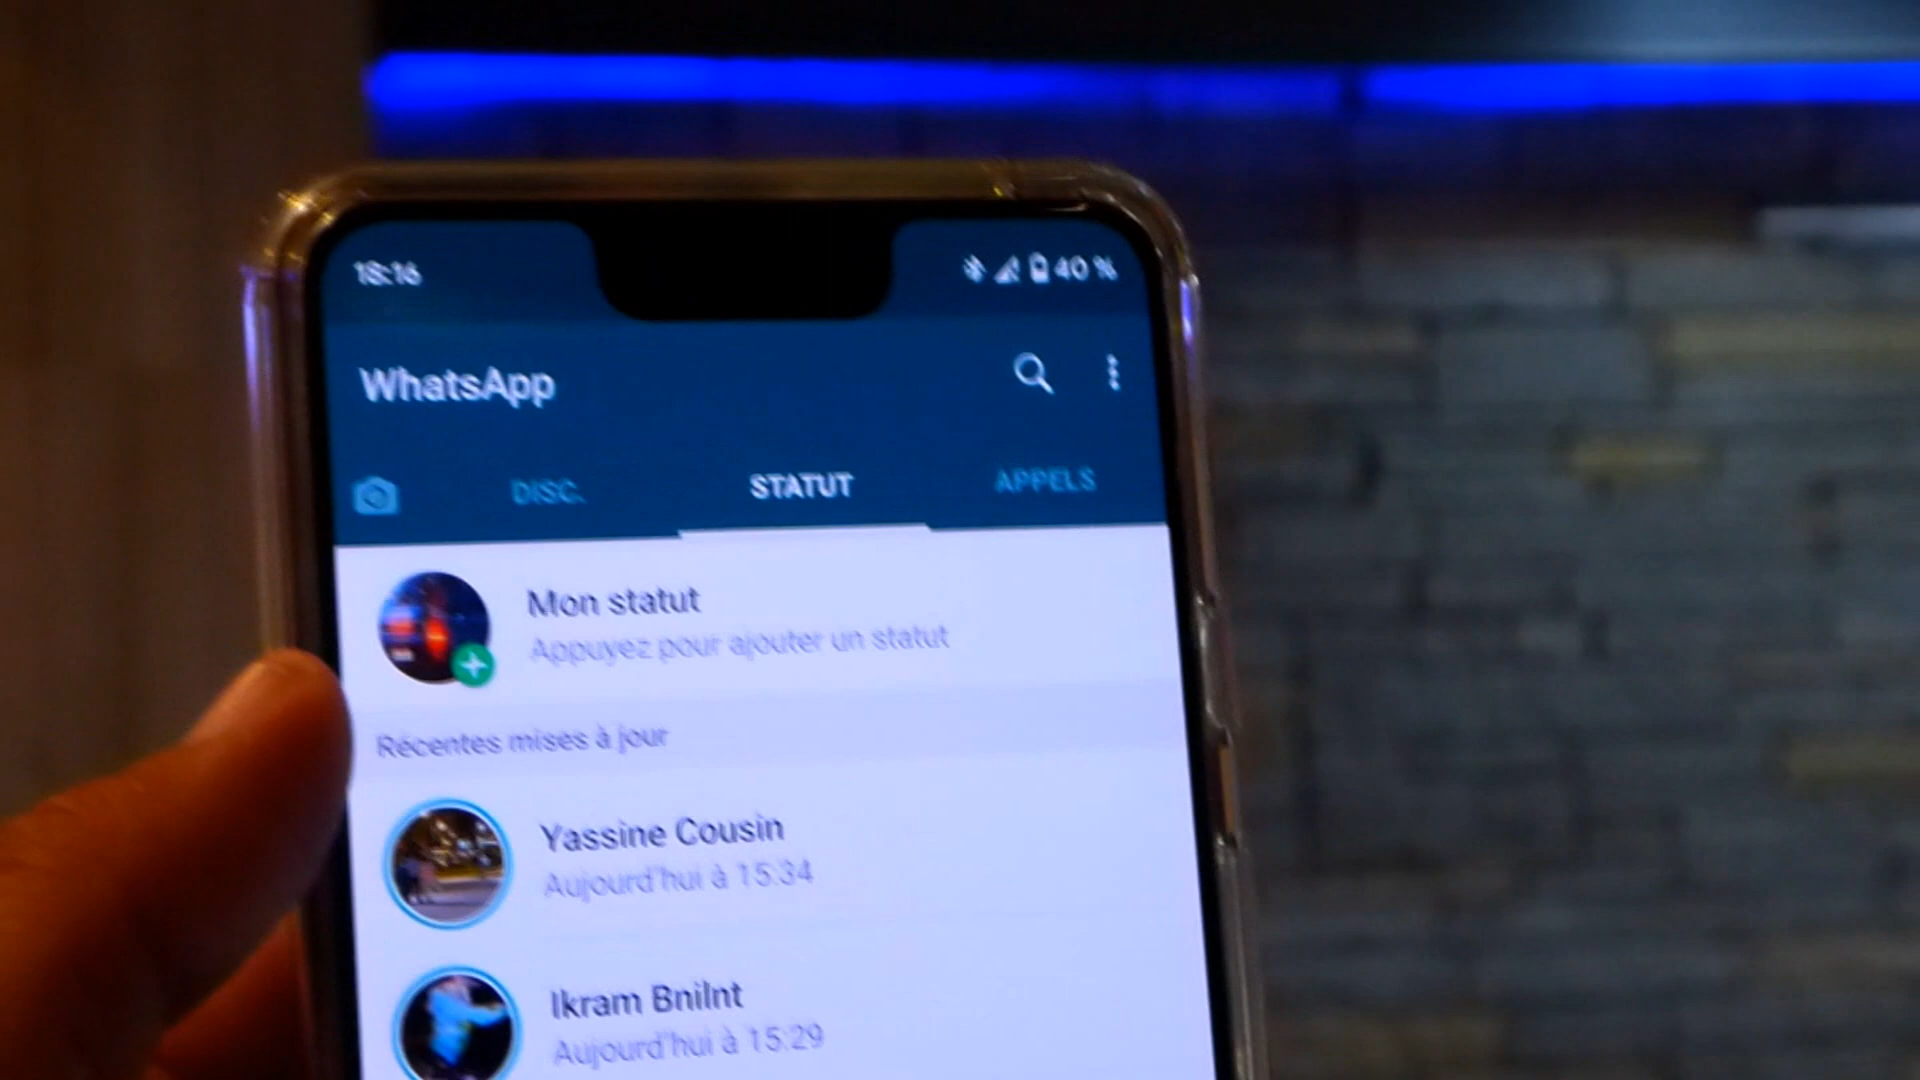 18:16
40 %
WhatsApp
DISC.
STATUT
APPELS
Mon statut
Appuyez pour ajouter un statut
Récentes mises à jour
Yassine Cousin
Aujourd'hui à 15:34
Ikram Bnilnt
Aujourd'hui à 15:29